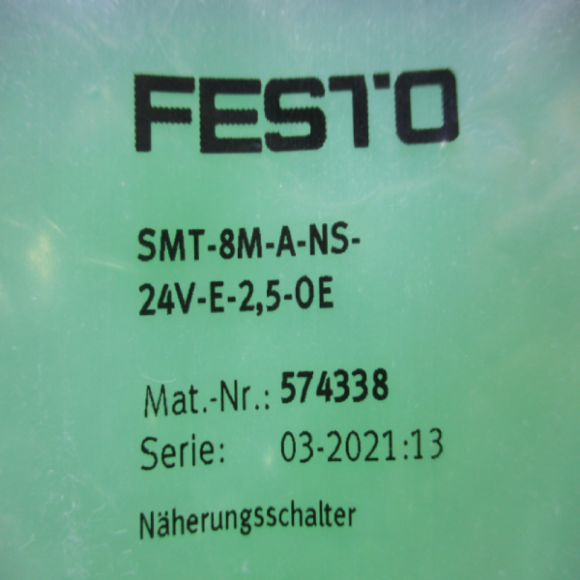 FESTO
SMT-8M-A-NS-
24V-E-2,5-OE
Mat.-Nr.: 574338
Serie: 03-2021:13
Näherungsschalter